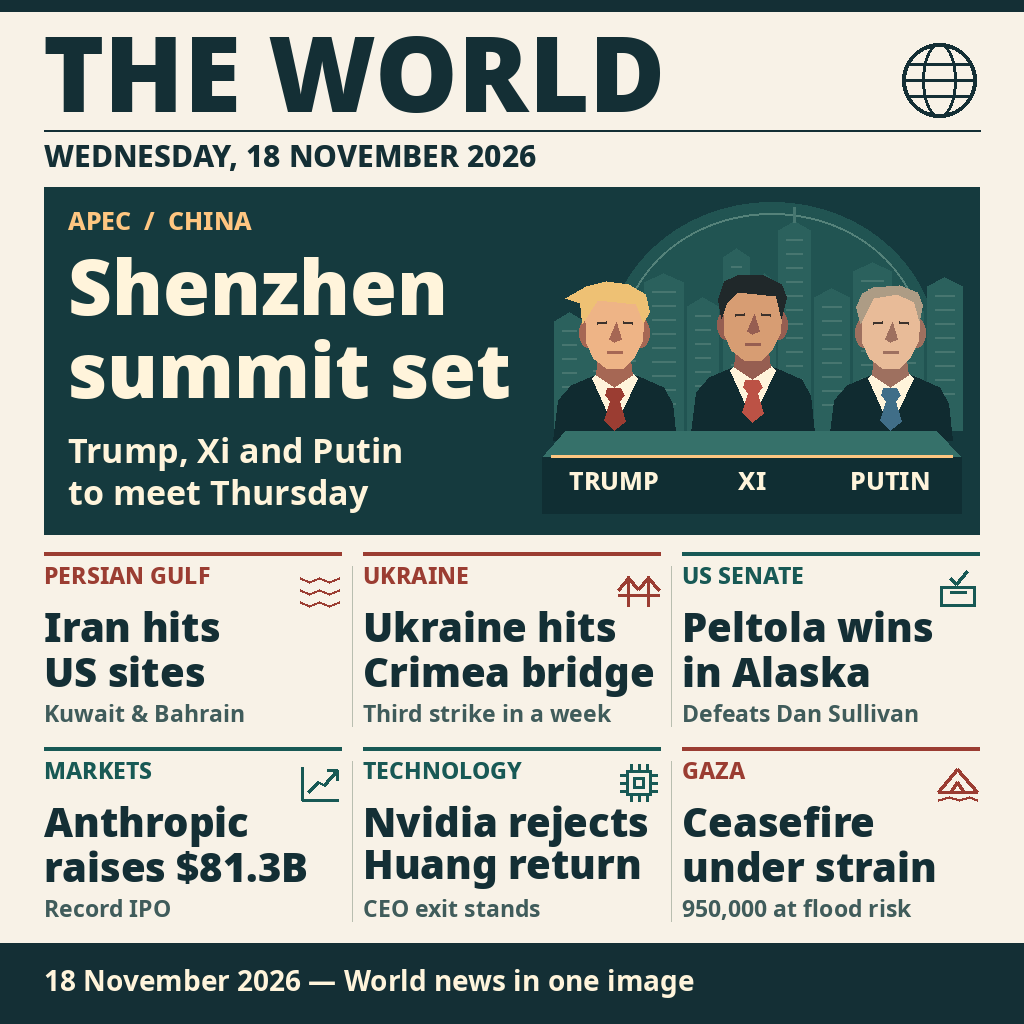 THE WORLD
WEDNESDAY, 18 NOVEMBER 2026
APEC / CHINA
Shenzhen
summit set
Trump, Xi and Putin
to meet Thursday
TRUMP
XI
PUTIN
PERSIAN GULF
Iran hits
US sites
Kuwait & Bahrain
UKRAINE
Ukraine hits
Crimea bridge
Third strike in a week
US SENATE
Peltola wins
in Alaska
Defeats Dan Sullivan
MARKETS
Anthropic
raises $81.3B
Record IPO
TECHNOLOGY
Nvidia rejects
Huang return
CEO exit stands
GAZA
Ceasefire
under strain
950,000 at flood risk
18 November 2026 — World news in one image